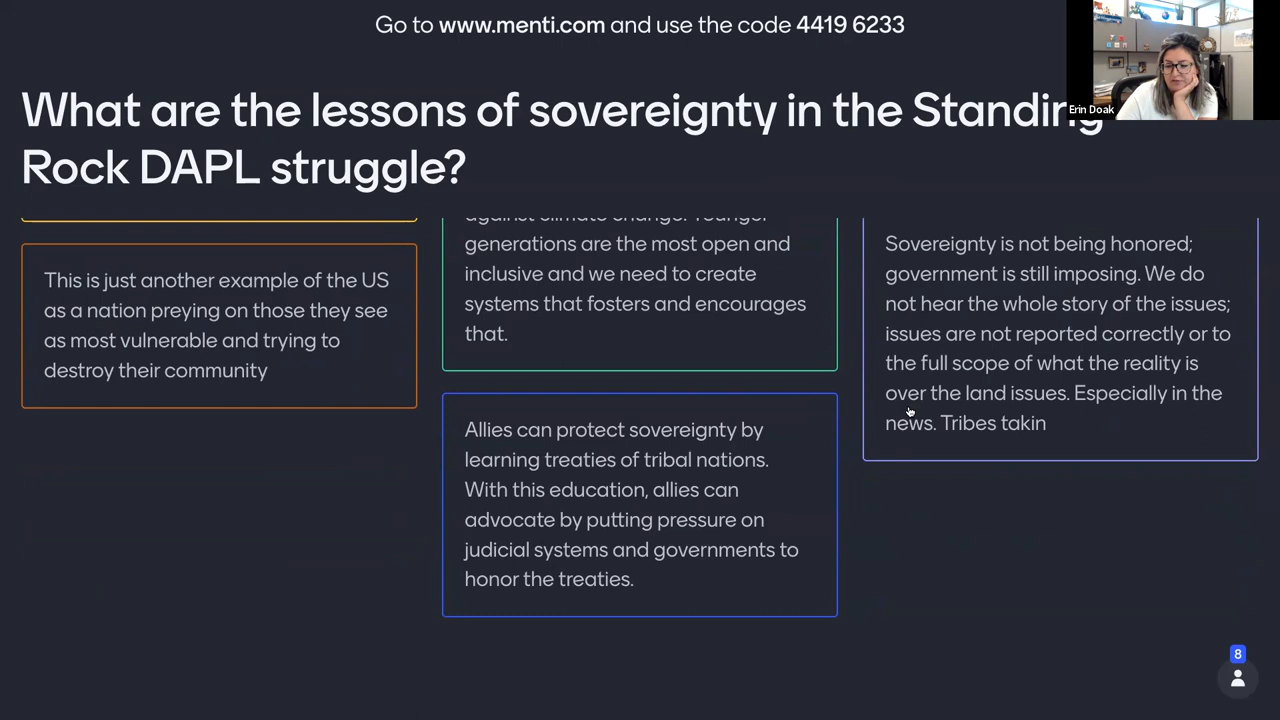 Go to www.menti.com and use the code 4419 6233
Erin Doak
What are the lessons of sovereignty in the Standing
Rock DAPL struggle?
This is just another example of the US
as a nation preying on those they see
as most vulnerable and trying to
destroy their community
against climate change. Younger
generations are the most open and
inclusive and we need to create
systems that fosters and encourages
that.
Allies can protect sovereignty by
learning treaties of tribal nations.
With this education, allies can
advocate by putting pressure on
judicial systems and governments to
honor the treaties.
Sovereignty is not being honored;
government is still imposing. We do
not hear the whole story of the issues;
issues are not reported correctly or to
the full scope of what the reality is
over the land issues. Especially in the
news. Tribes takin
8